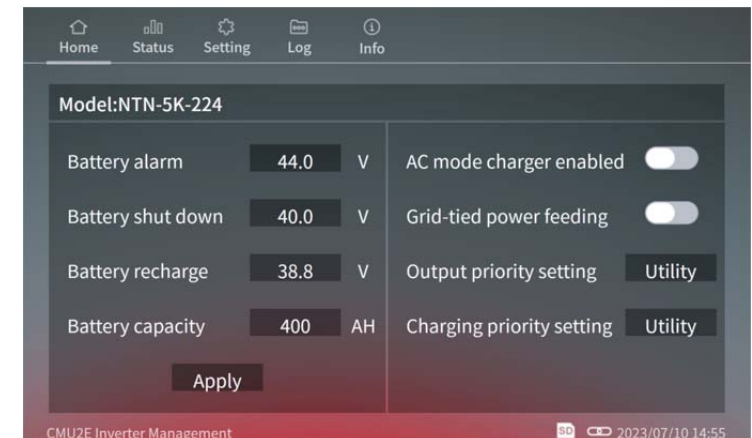 Home Status Setting Log Info
Model:NTN-5K-224
Battery alarm 44.0 V
Battery shut down 40.0 V
Battery recharge 38.8 V
Battery capacity 400 AH
Apply
AC mode charger enabled
Grid-tied power feeding
Output priority setting Utility
Charging priority setting Utility
CMU2E Inverter Management
SD 2023/07/10 14:55